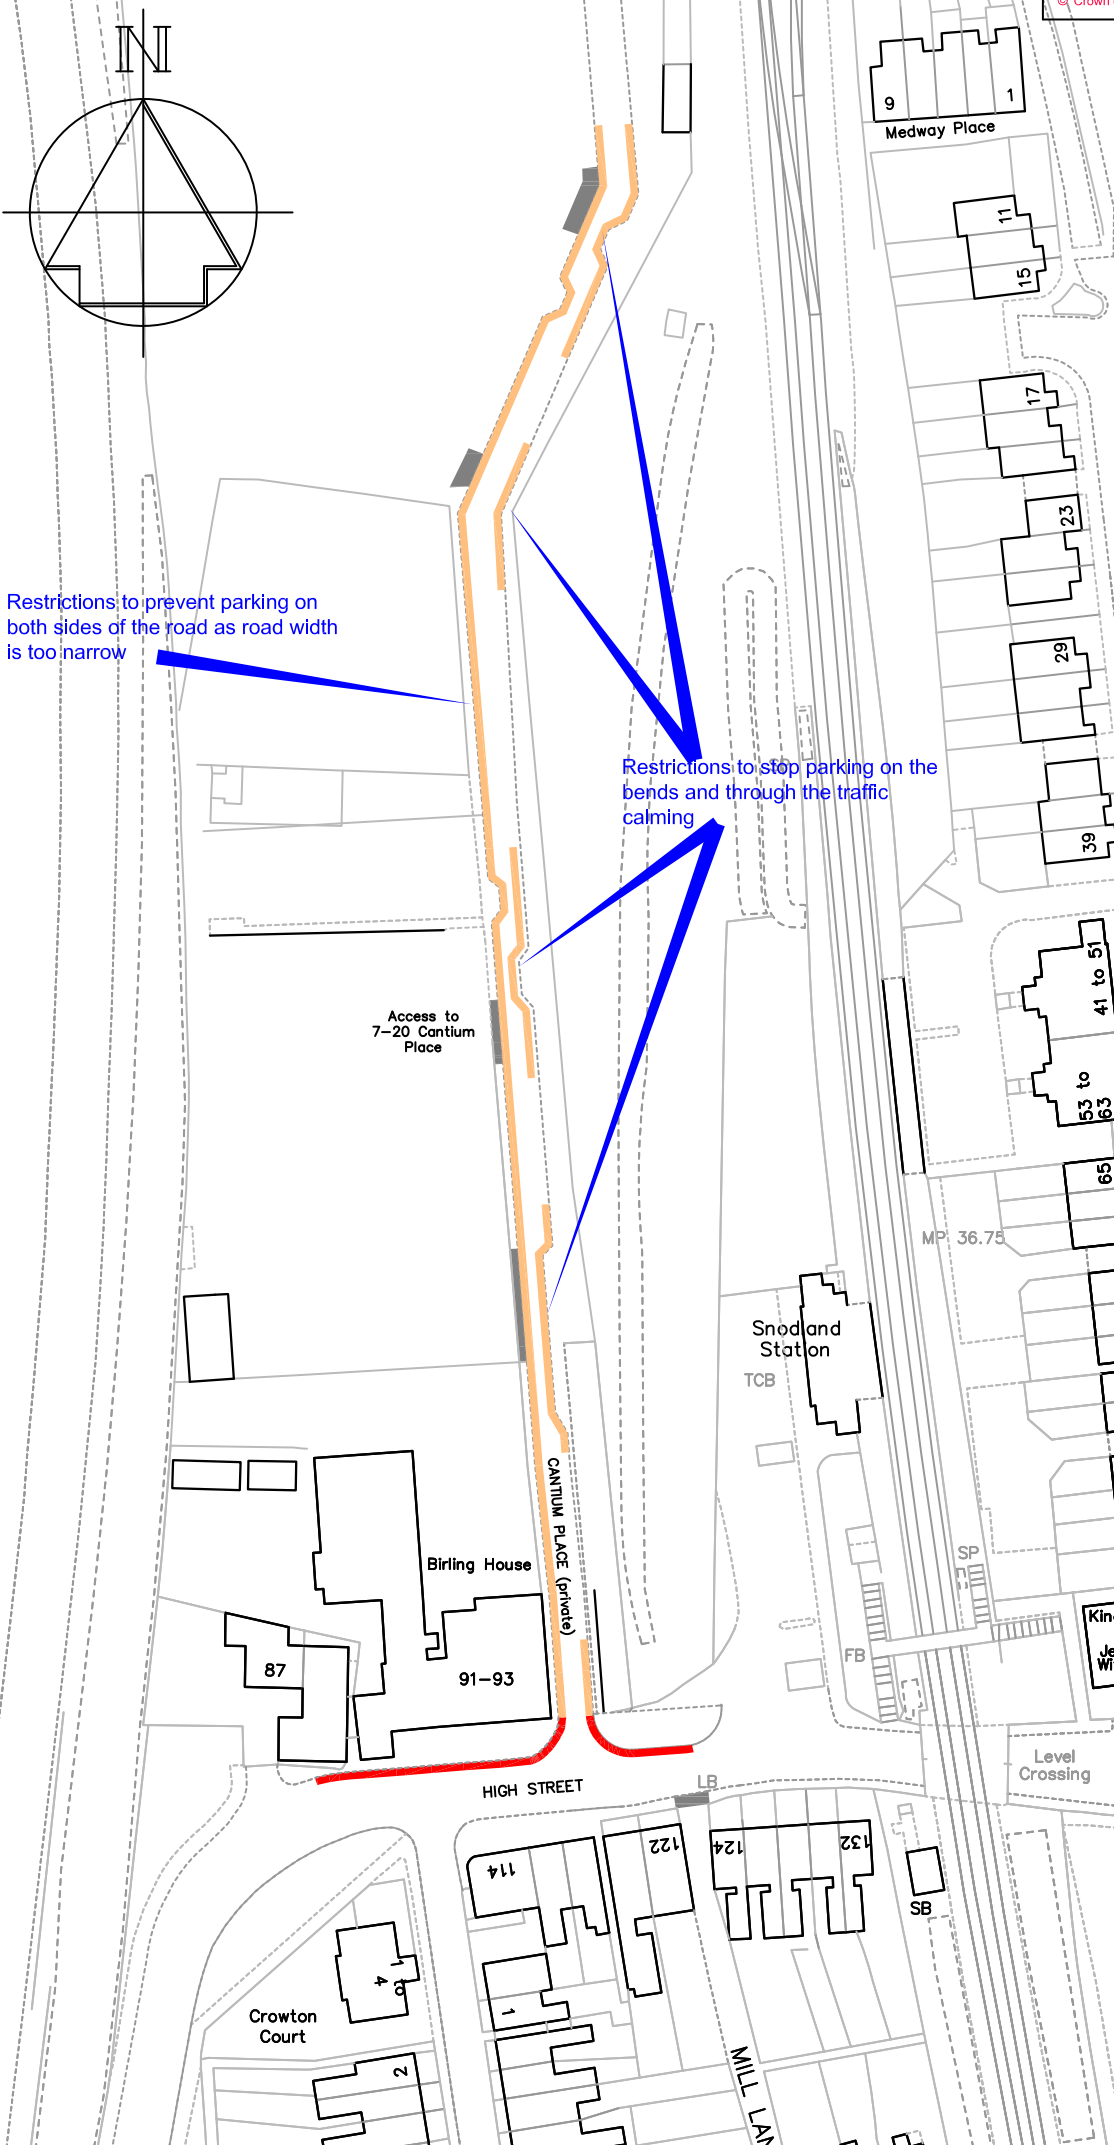 © Crown
N
9
1
Medway Place
11
15
17
23
29
39
Restrictions to prevent parking on
both sides of the road as road width
is too narrow
Restrictions to stop parking on the
bends and through the traffic
calming
41 to 51
53 to
63
65
Access to
7-20 Cantium
Place
MP 36.75
Snodland
Station
TCB
CANTIUM PLACE (private)
Birling House
87
91-93
SP
FB
Level
Crossing
HIGH STREET
LB
114
122
124
132
SB
1 to
4
1
Crowton
Court
2
MILL LAN